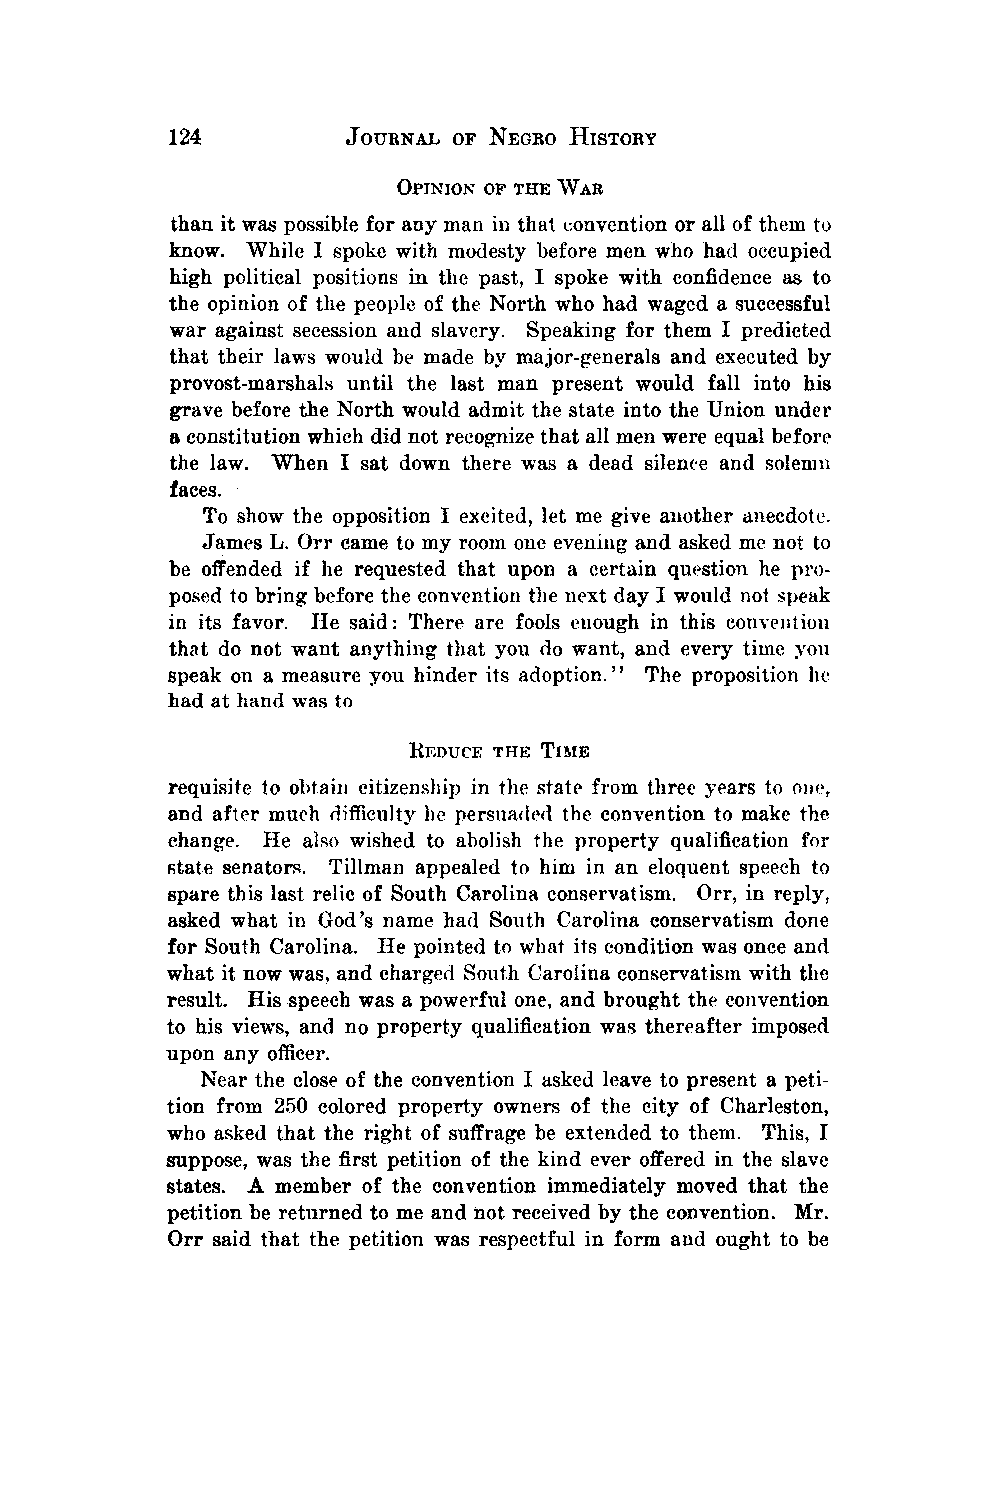 124 JOURNAL OF NEGRO HISTORY
OPINION OF THE WAR
than it was possible for any man in that convention or all of them to
know. While I spoke with modesty before men who had occupied
high political positions in the past, I spoke with confidence as to
the opinion of the people of the North who had waged a successful
war against secession and slavery. Speaking for them I predicted
that their laws would be made by major-generals and executed by
provost-marshals until the last man present would fall into his
grave before the North would admit the state into the Union under
a constitution which did not recognize that all men were equal before
the law. When I sat down there was a dead silence and solemn
faces.
To show the opposition I excited, let me give another anecdote.
James L. Orr came to my room one evening and asked me not to
be offended if he requested that upon a certain question he pro-
posed to bring before the convention the next day I would not speak
in its favor. He said: There are fools enough in this convention
that do not want anything that you do want, and every time you
speak on a measure you hinder its adoption.'' The proposition he
had at hand was to
REDUCE THE TIME
requisite to obtain citizenship in the state from three years to one,
and after much difficulty he persuaded the convention to make the
change. He also wished to abolish the property qualification for
state senators. Tillman appealed to him in an eloquent speech to
spare this last relic of South Carolina conservatism. Orr, in reply,
asked what in God's name had South Carolina conservatism done
for South Carolina. He pointed to what its condition was once and
what it now was, and charged South Carolina conservatism with the
result. His speech was a powerful one, and brought the convention
to his views, and no property qualification was thereafter imposed
upon any officer.
Near the close of the convention I asked leave to present a peti-
tion from 250 colored property owners of the city of Charleston,
who asked that the right of suffrage be extended to them. This, I
suppose, was the first petition of the kind ever offered in the slave
states. A member of the convention immediately moved that the
petition be returned to me and not received by the convention. Mr.
Orr said that the petition was respectful in form and ought to be